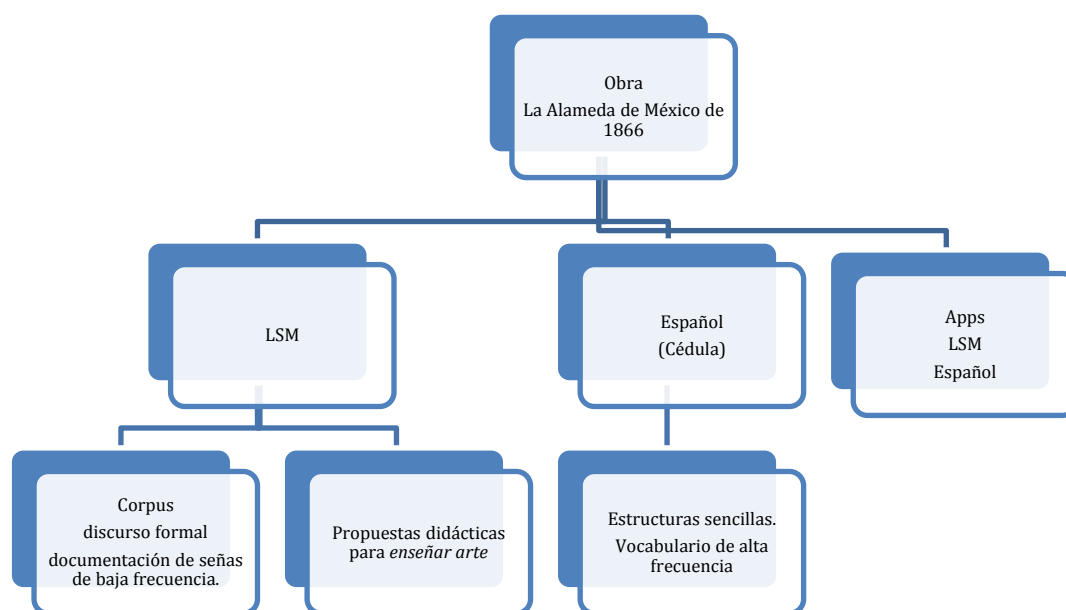 Obra
La Alameda de México de
1866
LSM
Español
(Cédula)
Apps
LSM
Español
Corpus
discurso formal
documentación de señas
de baja frecuencia.
Propuestas didácticas
para enseñar arte
Estructuras sencillas.
Vocabulario de alta
frecuencia